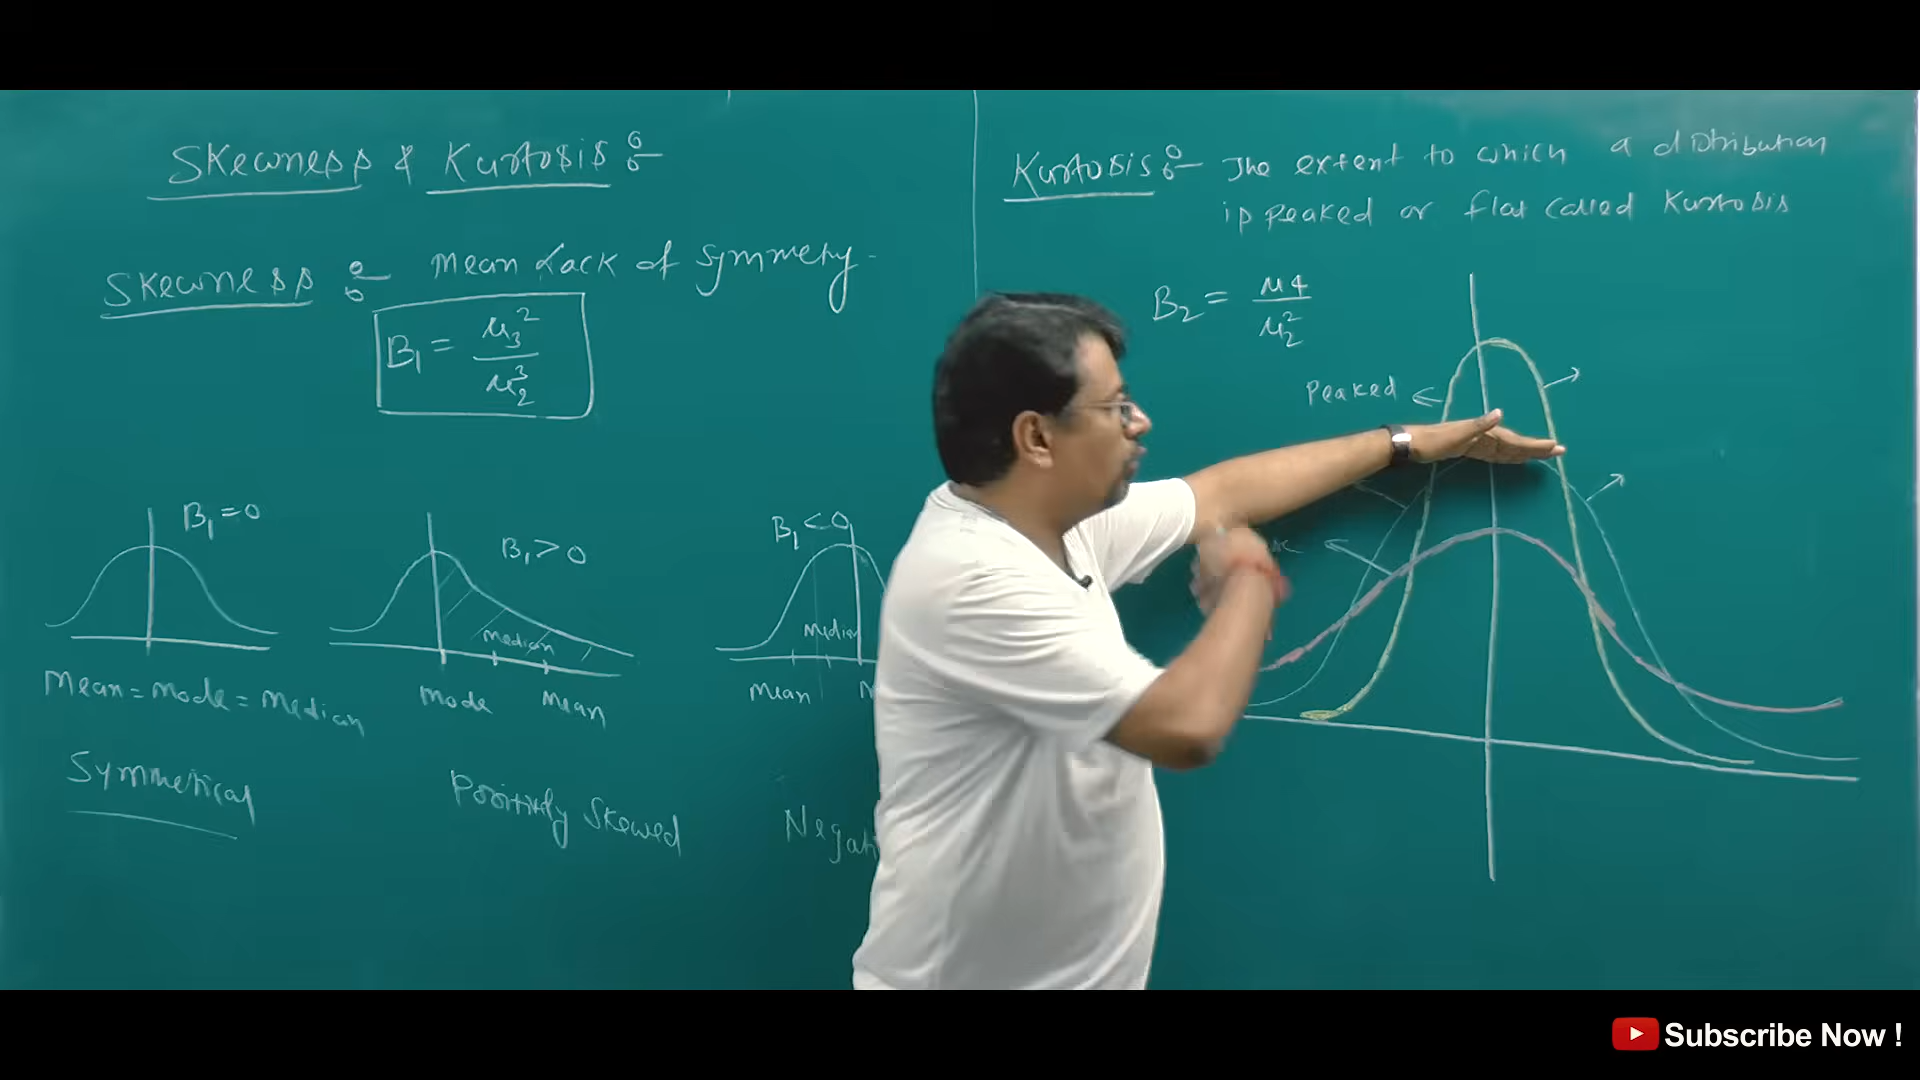 Skewness & Kurtosis :-
Skewness :- Mean Lack of Symmetry -
B₁ = μ₃² / μ₂³
B₁ = 0
B₁ > 0
B₁ < 0
Median
Median
Mean = Mode = Median
Mode
Mean
Mean
Symmetrical
Positively Skewed
Kurtosis :- The extent to which a distribution
is peaked or flat called Kurtosis
B₂ = μ4 / μ₂²
Peaked
Subscribe Now !